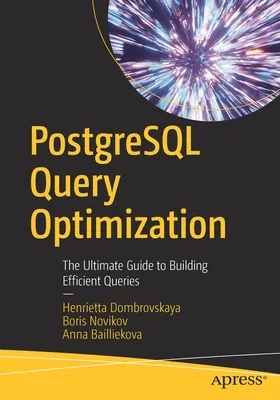 PostgreSQL
Query
Optimization
The Ultimate Guide to Building
Efficient Queries
—
Henrietta Dombrovskaya
Boris Novikov
Anna Bailliekova
Apress®